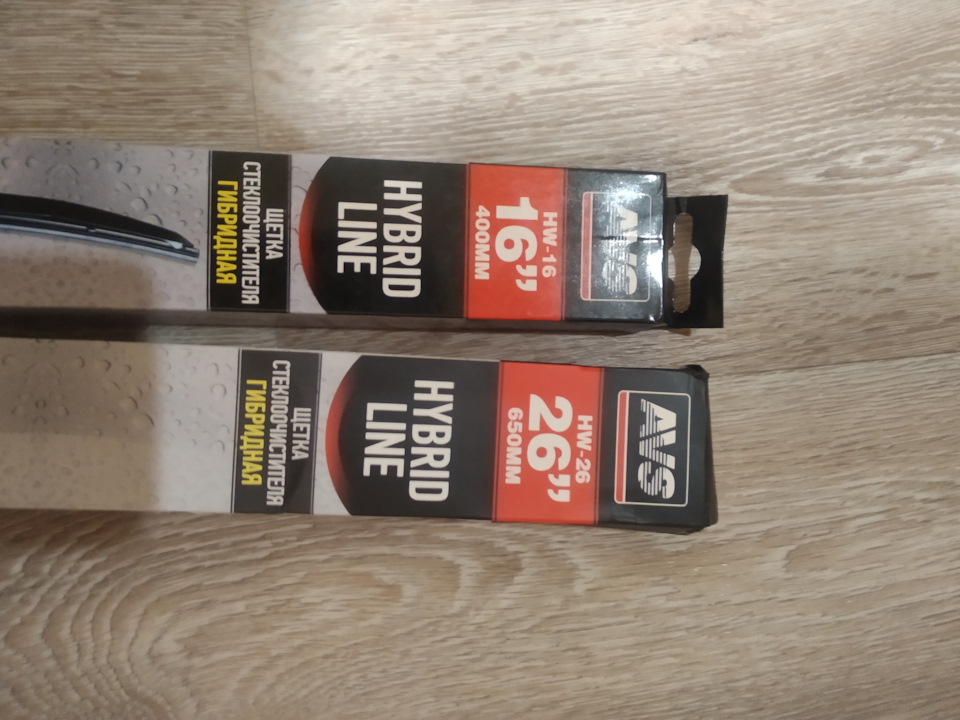 AVS
HW-16
16”
400MM
HYBRID
LINE
ЩЕТКА
СТЕКЛООЧИСТИТЕЛЯ
ГИБРИДНАЯ
AVS
HW-26
26”
650MM
HYBRID
LINE
ЩЕТКА
СТЕКЛООЧИСТИТЕЛЯ
ГИБРИДНАЯ